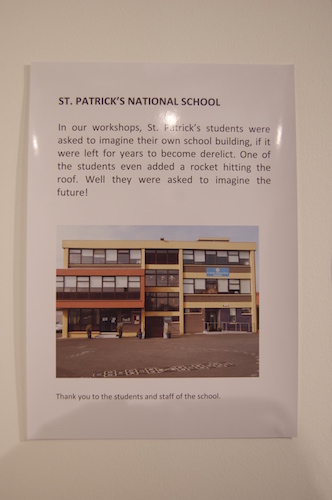 ST. PATRICK'S NATIONAL SCHOOL
In our workshops, St. Patrick's students were
asked to imagine their own school building, if it
were left for years to become derelict. One of
the students even added a rocket hitting the
roof. Well they were asked to imagine the
future!
Thank you to the students and staff of the school.